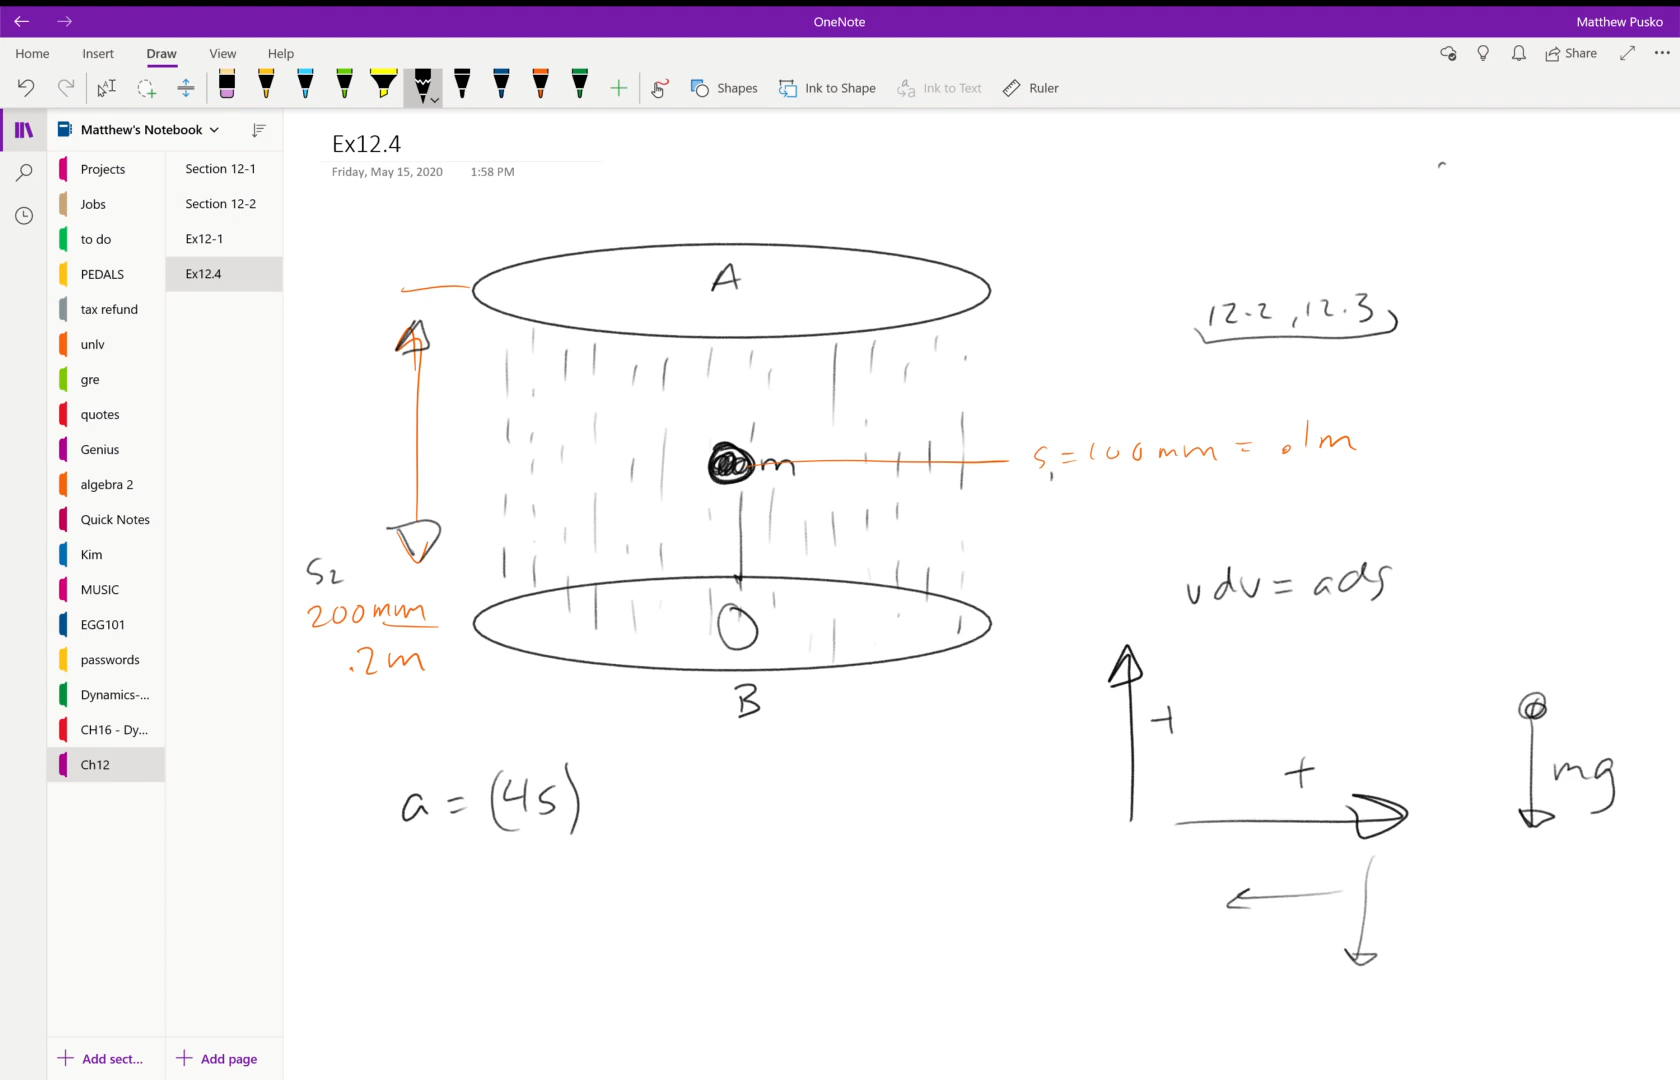 OneNote
Matthew Pusko
Home Insert Draw View Help
Share
Shapes Ink to Shape Ink to Text Ruler
Matthew's Notebook
Projects
Jobs
to do
PEDALS
tax refund
unlv
gre
quotes
Genius
algebra 2
Quick Notes
Kim
MUSIC
EGG101
passwords
Dynamics-...
CH16 - Dy...
Ch12
Add sect...
Section 12-1
Section 12-2
Ex12-1
Ex12.4
Add page
Ex12.4
Friday, May 15, 2020 1:58 PM
A
12.2, 12.3
m
s₁ = 100mm = .1m
S₂
200mm
.2m
B
v dv = a ds
+
+
mg
a = (4s)